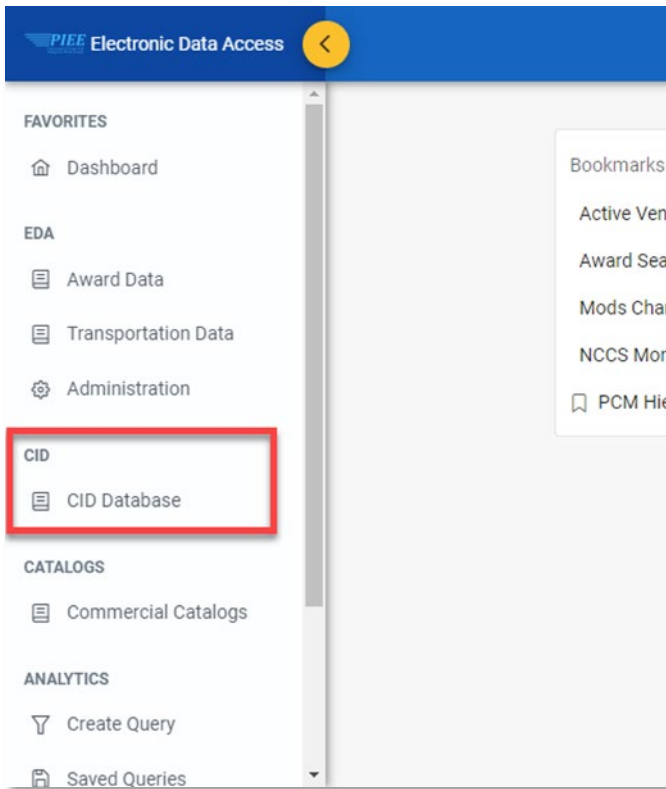 PIEE Electronic Data Access
FAVORITES
Dashboard
EDA
Award Data
Transportation Data
Administration
CID
CID Database
CATALOGS
Commercial Catalogs
ANALYTICS
Create Query
Saved Queries
Bookmarks
Active Ven
Award Sea
Mods Cha
NCCS Mor
PCM Hie